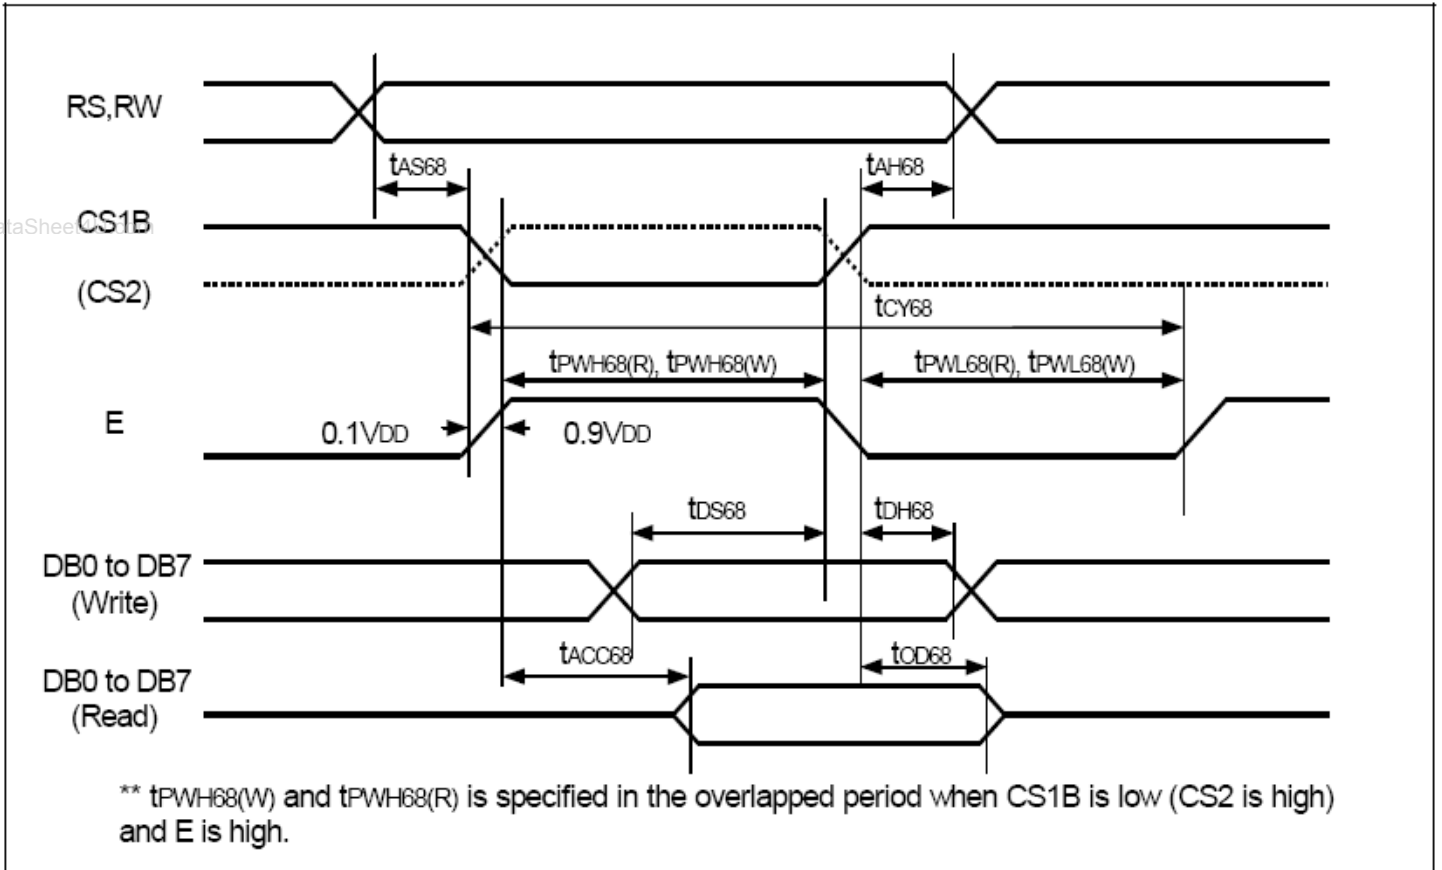 RS,RW
tAS68
tAH68
CS1B
(CS2)
tCY68
tPWH68(R), tPWH68(W)
tPWL68(R), tPWL68(W)
E
0.1VDD
0.9VDD
tDS68
tDH68
DB0 to DB7
(Write)
tACC68
tOD68
DB0 to DB7
(Read)
** tPWH68(W) and tPWH68(R) is specified in the overlapped period when CS1B is low (CS2 is high)
and E is high.